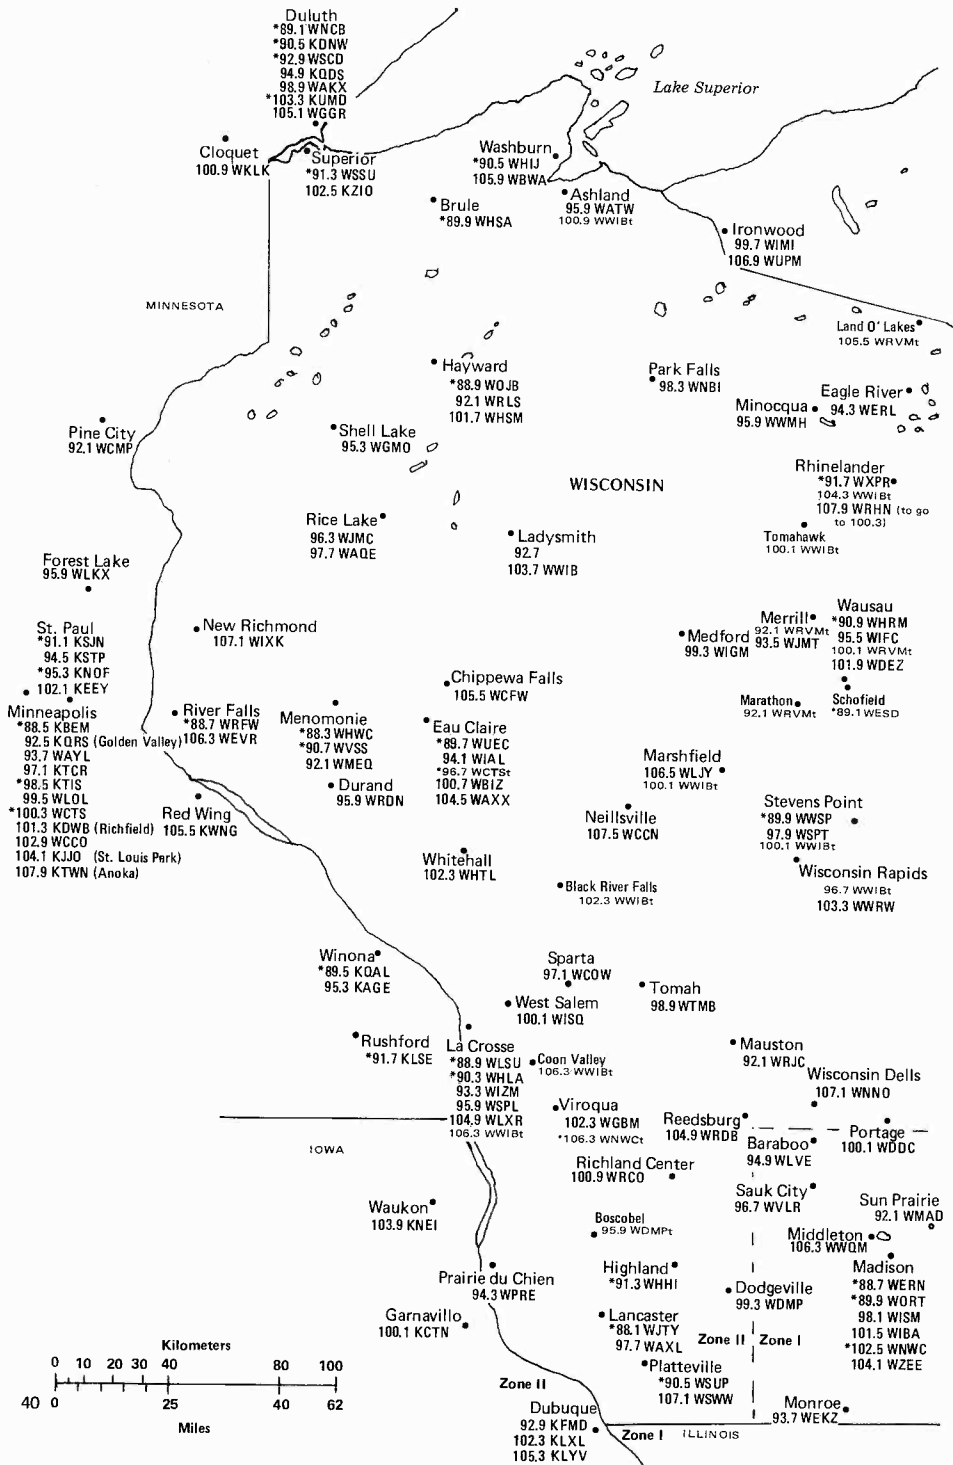 Duluth
*89.1 WNCB
*90.5 KDNW
*92.9 WSCD
94.9 KQDS
98.9 WAKX
*103.3 KUMD
105.1 WGGR
Lake Superior
Cloquet
100.9 WKLK
Superior
*91.3 WSSU
102.5 KZIO
Washburn
*90.5 WHIJ
105.9 WBWA
Brule
*89.9 WHSA
Ashland
95.9 WATW
100.9 WWIBt
Ironwood
99.7 WIMI
106.9 WUPM
MINNESOTA
Land O' Lakes
105.5 WRVMt
Hayward
*88.9 WOJB
92.1 WRLS
101.7 WHSM
Park Falls
98.3 WNBI
Eagle River
94.3 WERL
Minocqua
95.9 WWMH
Pine City
92.1 WCMP
Shell Lake
95.3 WGMO
WISCONSIN
Rhinelander
*91.7 WXPR
104.3 WWIBt
107.9 WRHN (to go
to 100.3)
Rice Lake
96.3 WJMC
97.7 WAQE
Ladysmith
92.7
103.7 WWIB
Tomahawk
100.1 WWIBt
Forest Lake
95.9 WLKX
St. Paul
*91.1 KSJN
94.5 KSTP
*95.3 KNOF
102.1 KEEY
New Richmond
107.1 WIXK
Medford
99.3 WIGM
Merrill
92.1 WRVMt
93.5 WJMT
Wausau
*90.9 WHRM
95.5 WIFC
100.1 WRVMt
101.9 WDEZ
Chippewa Falls
105.5 WCFW
Marathon
92.1 WRVMt
Schofield
*89.1 WESD
Minneapolis
*88.5 KBEM
92.5 KQRS (Golden Valley)
93.7 WAYL
97.1 KTCR
*98.5 KTIS
99.5 WLOL
*100.3 WCTS
101.3 KDWB (Richfield)
102.9 WCCO
104.1 KJJO (St. Louis Park)
107.9 KTWN (Anoka)
River Falls
*88.7 WRFW
106.3 WEVR
Menomonie
*88.3 WHWC
*90.7 WVSS
92.1 WMEQ
Eau Claire
*89.7 WUEC
94.1 WIAL
*96.7 WCTSt
100.7 WBIZ
104.5 WAXX
Durand
95.9 WRDN
Red Wing
105.5 KWNG
Marshfield
106.5 WLJY
100.1 WWIBt
Neillsville
107.5 WCCN
Stevens Point
*89.9 WWSP
97.9 WSPT
100.1 WWIBt
Whitehall
102.3 WHTL
Black River Falls
102.3 WWIBt
Wisconsin Rapids
96.7 WWIBt
103.3 WWRW
Winona
*89.5 KQAL
95.3 KAGE
Sparta
97.1 WCOW
West Salem
100.1 WISQ
Tomah
98.9 WTMB
Rushford
*91.7 KLSE
La Crosse
*88.9 WLSU
*90.3 WHLA
93.3 WIZM
95.9 WSPL
104.9 WLXR
106.3 WWIBt
Coon Valley
106.3 WWIBt
Mauston
92.1 WRJC
Wisconsin Dells
107.1 WNNO
Viroqua
102.3 WGBM
*106.3 WNWCt
Reedsburg
104.9 WRDB
Portage
100.1 WDDC
Baraboo
94.9 WLVE
IOWA
Richland Center
100.9 WRCO
Sauk City
96.7 WVLR
Sun Prairie
92.1 WMAD
Waukon
103.9 KNEI
Boscobel
95.9 WDMPt
Middleton
106.3 WWQM
Madison
*88.7 WERN
*89.9 WORT
98.1 WISM
101.5 WIBA
*102.5 WNWC
104.1 WZEE
Prairie du Chien
94.3 WPRE
Highland
*91.3 WHHI
Dodgeville
99.3 WDMP
Garnavillo
100.1 KCTN
Lancaster
*88.1 WJTY
97.7 WAXL
Zone II
Zone I
Platteville
*90.5 WSUP
107.1 WSWW
Kilometers
0 10 20 30 40 80 100
40
0 25 40 62
Miles
Zone II
Dubuque
92.9 KFMD
102.3 KLXL
105.3 KLYV
Monroe
93.7 WEKZ
Zone I
ILLINOIS